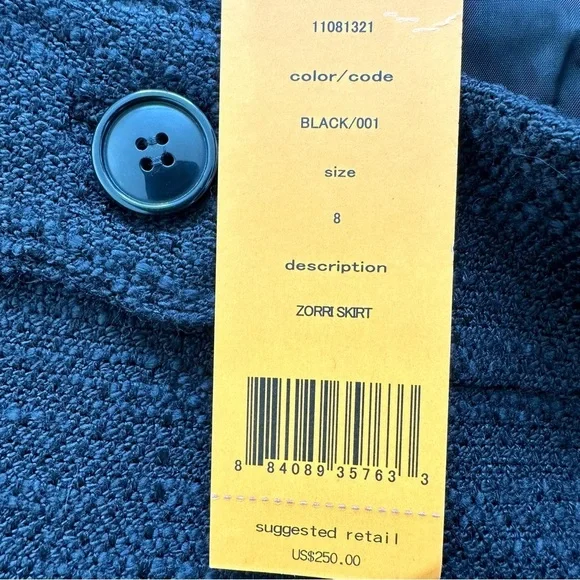 11081321
color/code
BLACK/001
size
8
description
ZORRI SKIRT
8 84089 35763 3
suggested retail
US$250.00